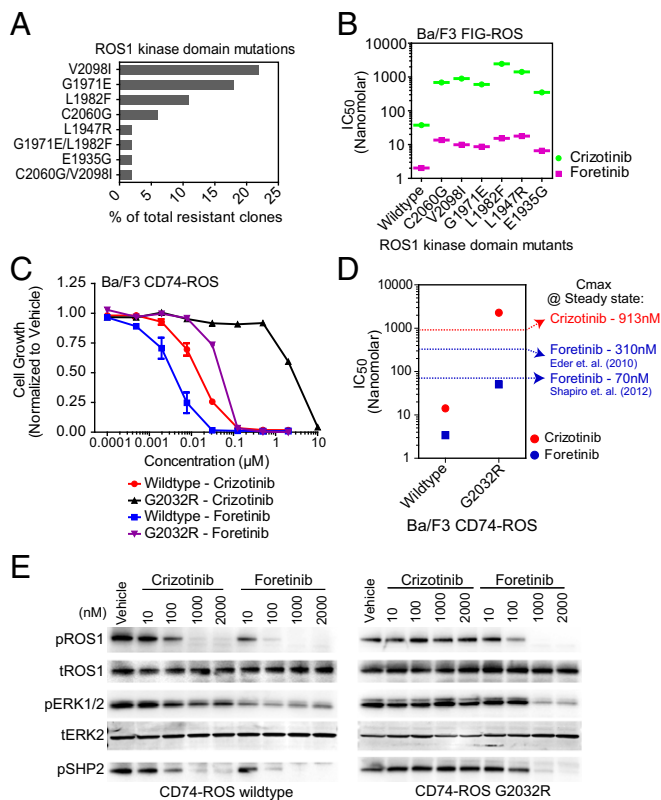 A
ROS1 kinase domain mutations
V2098I
G1971E
L1982F
C2060G
L1947R
G1971E/L1982F
E1935G
C2060G/V2098I
0 5 10 15 20 25
% of total resistant clones
B
Ba/F3 FIG-ROS
IC50
(Nanomolar)
10000
1000
100
10
1
Crizotinib
Foretinib
Wildtype
C2060G
V2098I
G1971E
L1982F
L1947R
E1935G
ROS1 kinase domain mutants
C
Ba/F3 CD74-ROS
Cell Growth
(Normalized to Vehicle)
1.25
1.00
0.75
0.50
0.25
0.00
0.0001 0.001 0.01 0.1 1 10
Concentration (µM)
Wildtype - Crizotinib
G2032R - Crizotinib
Wildtype - Foretinib
G2032R - Foretinib
D
IC50
(Nanomolar)
10000
1000
100
10
1
Cmax
@ Steady state:
Crizotinib - 913nM
Foretinib - 310nM
Eder et. al. (2010)
Foretinib - 70nM
Shapiro et. al. (2012)
Crizotinib
Foretinib
Wildtype
G2032R
Ba/F3 CD74-ROS
E
Crizotinib Foretinib
(nM) Vehicle 10 100 1000 2000 10 100 1000 2000
Crizotinib Foretinib
Vehicle 10 100 1000 2000 10 100 1000 2000
pROS1
tROS1
pERK1/2
tERK2
pSHP2
CD74-ROS wildtype
CD74-ROS G2032R